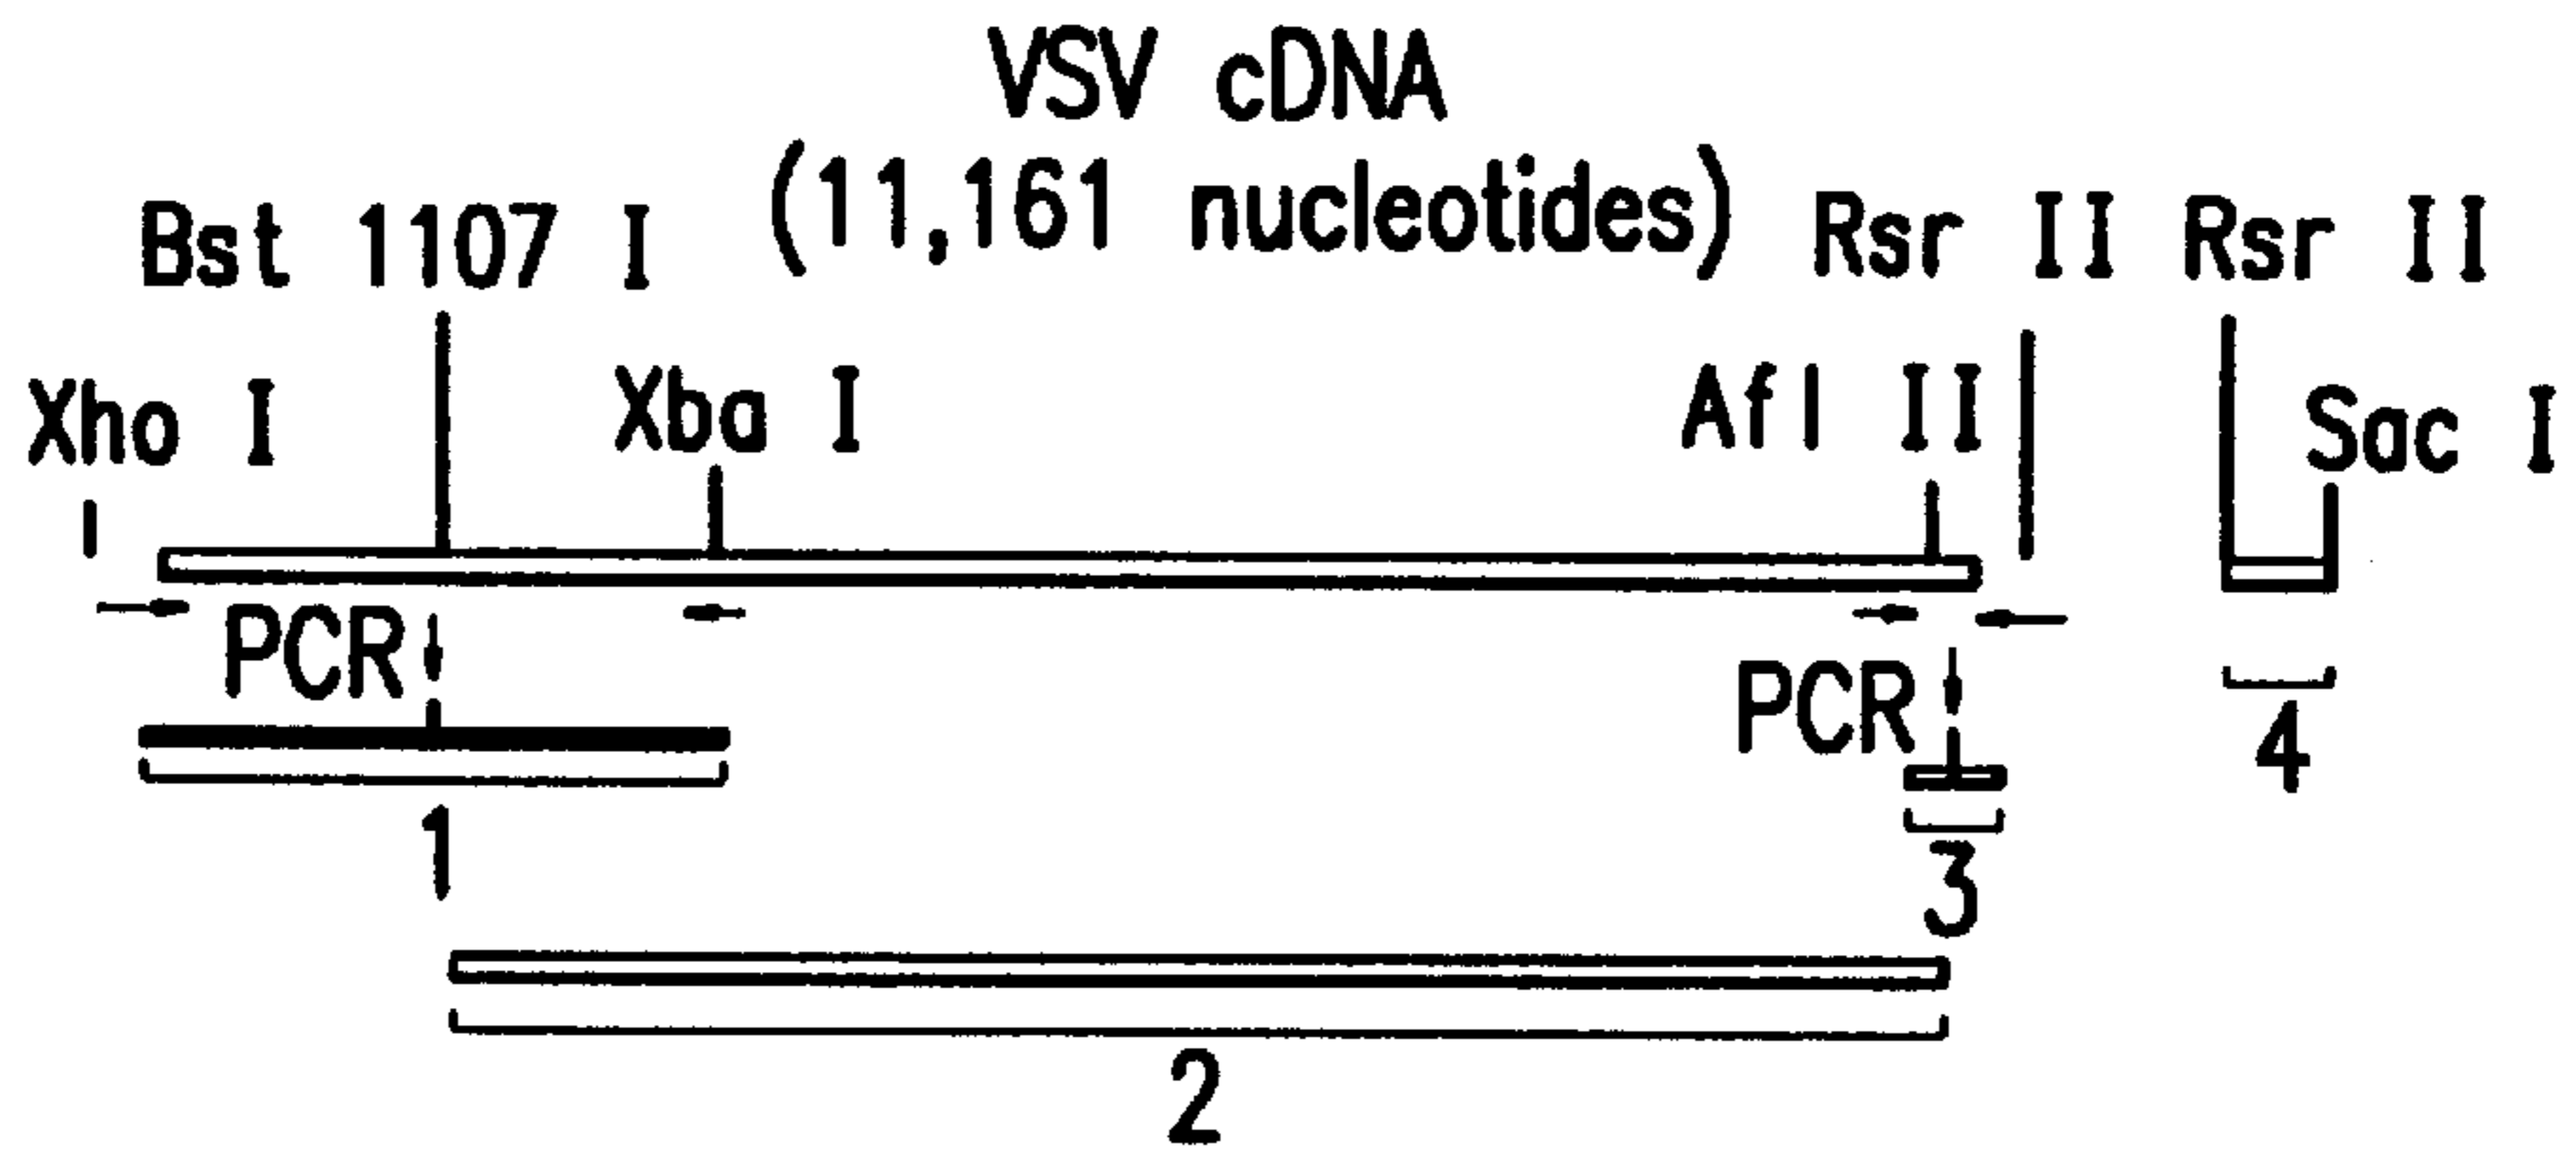 VSV cDNA
(11,161 nucleotides)
Bst 1107 I
Rsr II
Rsr II
Xho I
Xba I
Afl II
Sac I
PCR
PCR
1
3
4
2